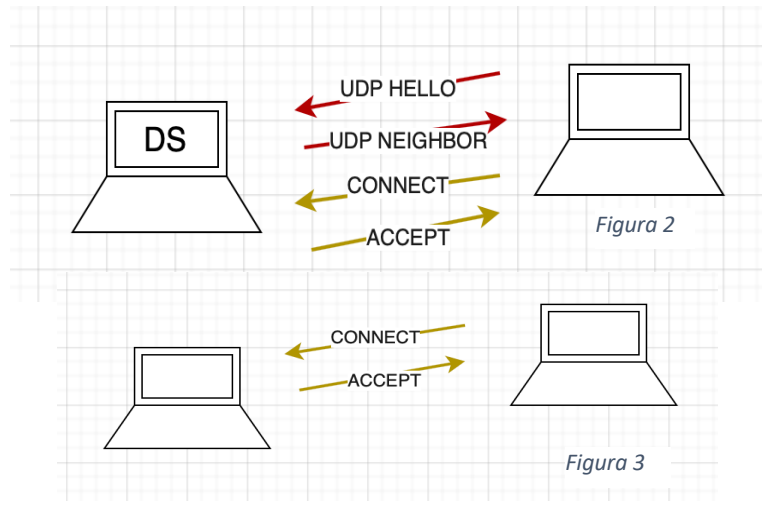 UDP HELLO
DS
UDP NEIGHBOR
CONNECT
ACCEPT
Figura 2
CONNECT
ACCEPT
Figura 3